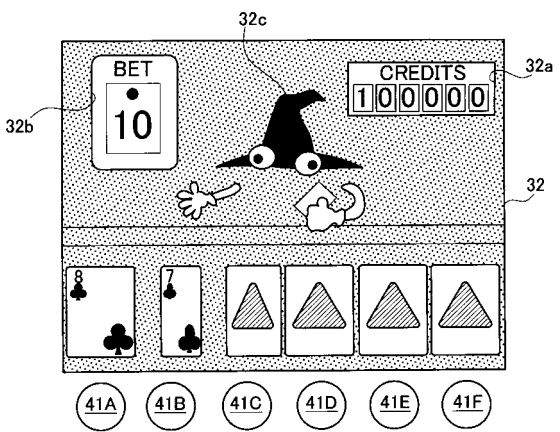 32c
32a
32b
BET
10
CREDITS
100000
32
8
7
41A 41B 41C 41D 41E 41F